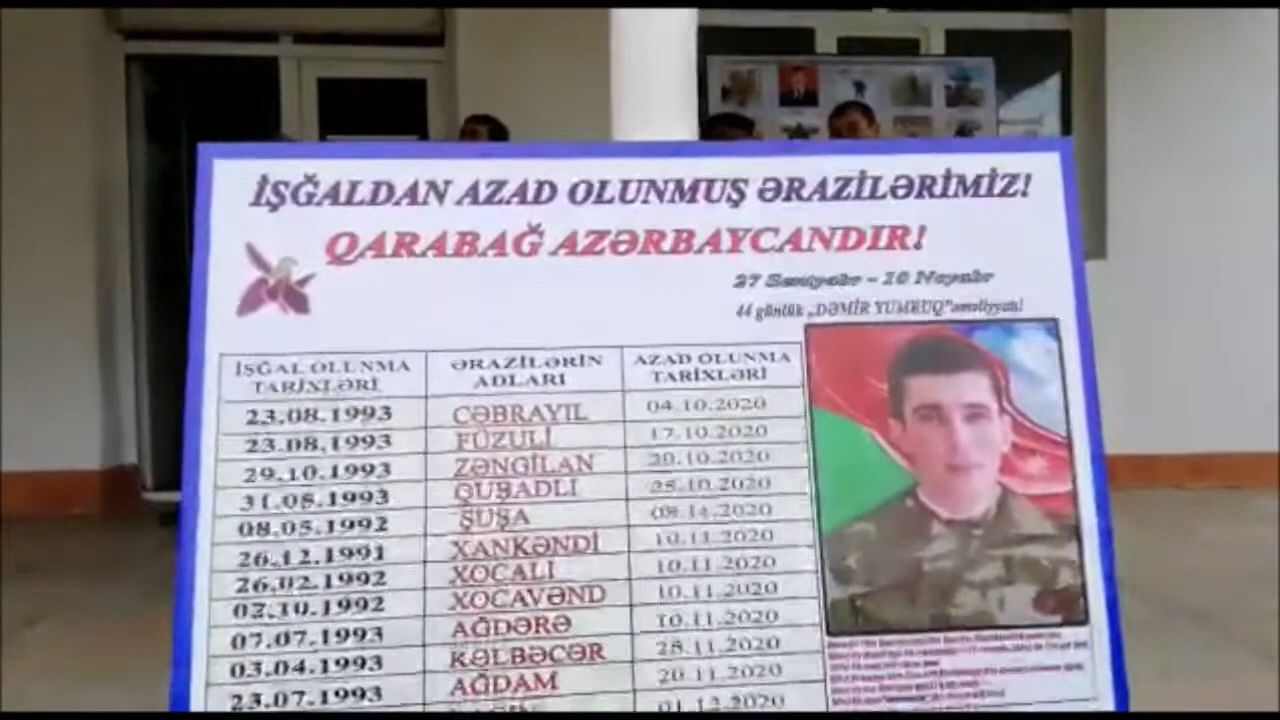 İŞĞALDAN AZAD OLUNMUŞ ƏRAZİLƏRİMİZ!
QARABAĞ AZƏRBAYCANDIR!
27 Sentyabr - 10 Noyabr
44 günlük „DƏMİR YUMRUQ" əməliyyatı
İŞĞAL OLUNMA TARİXLƏRİ ƏRAZİLƏRİN ADLARI AZAD OLUNMA TARİXLƏRİ
23.08.1993 CƏBRAYIL 04.10.2020
23.08.1993 FÜZULİ 17.10.2020
29.10.1993 ZƏNGİLAN 20.10.2020
31.08.1993 QUBADLI 25.10.2020
08.05.1992 ŞUŞA 2020
26.12.1991 XANKƏNDİ 10.11.2020
26.02.1992 XOCALI 10.11.2020
02.10.1992 XOCAVƏND 10.11.2020
07.07.1993 AĞDƏRƏ 10.11.2020
03.04.1993 KƏLBƏCƏR 28.11.2020
23.07.1993 AĞDAM 20.11.2020
01.12.2020